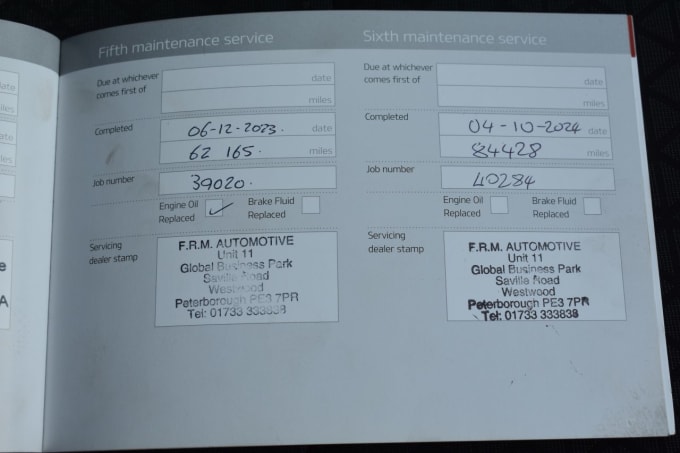 Fifth maintenance service
Due at whichever
comes first of
date
miles
Completed
06-12-2023. date
62 165. miles
Job number
39020.
Engine Oil
Replaced
✓
Brake Fluid
Replaced
Servicing
dealer stamp
F.R.M. AUTOMOTIVE
Unit 11
Global Business Park
Saville Road
Westwood
Peterborough PE3 7PR
Tel: 01733 333838
Sixth maintenance service
Due at whichever
comes first of
date
miles
Completed
04-10-2024 date
84428 miles
Job number
40284
Engine Oil
Replaced
Brake Fluid
Replaced
Servicing
dealer stamp
F.R.M. AUTOMOTIVE
Unit 11
Global Business Park
Saville Road
Westwood
Peterborough PE3 7PR
Tel: 01733 333838